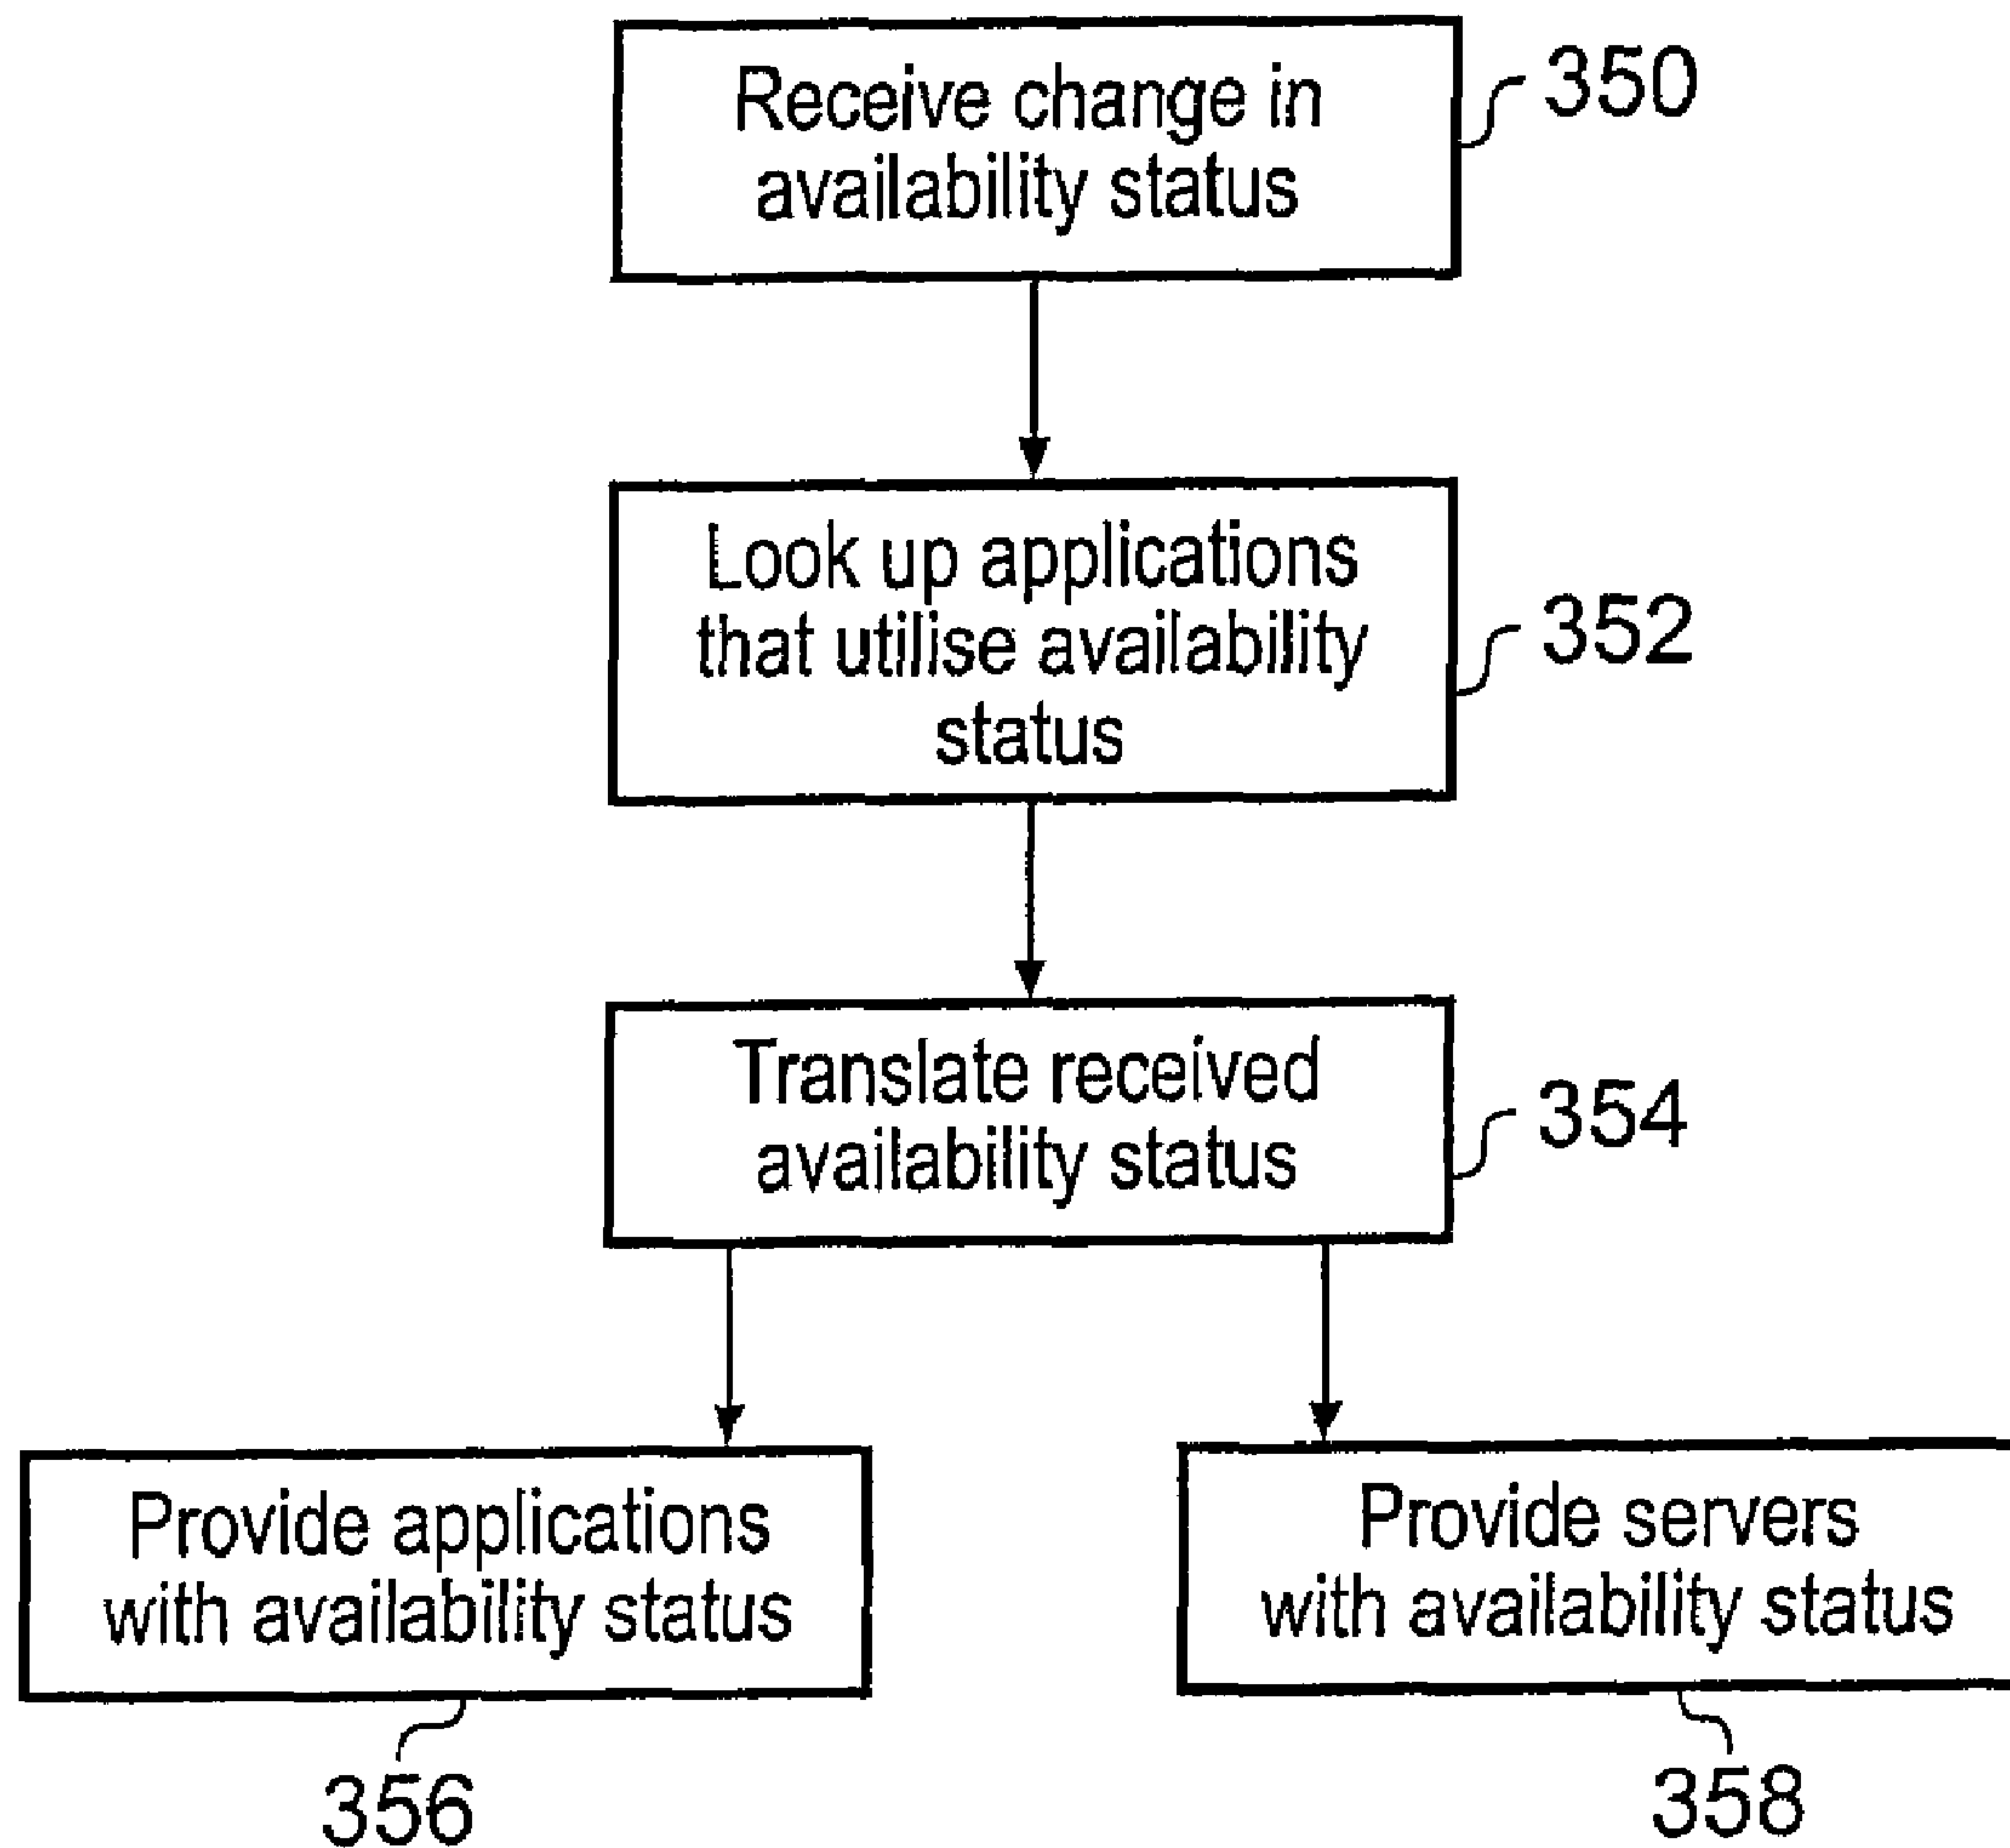 Receive change in
availability status
350
Look up applications
that utilise availability
status
352
Translate received
availability status
354
Provide applications
with availability status
356
Provide servers
with availability status
358